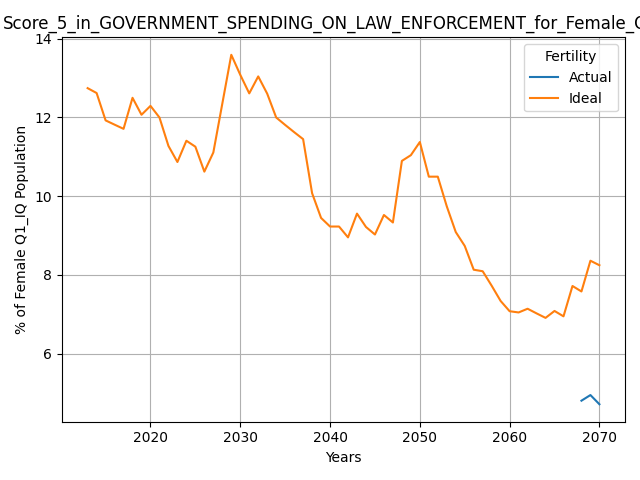 Score_5_in_GOVERNMENT_SPENDING_ON_LAW_ENFORCEMENT_for_Female_
14
12
10
8
6
% of Female Q1_IQ Population
Fertility
Actual
Ideal
2020 2030 2040 2050 2060 2070
Years